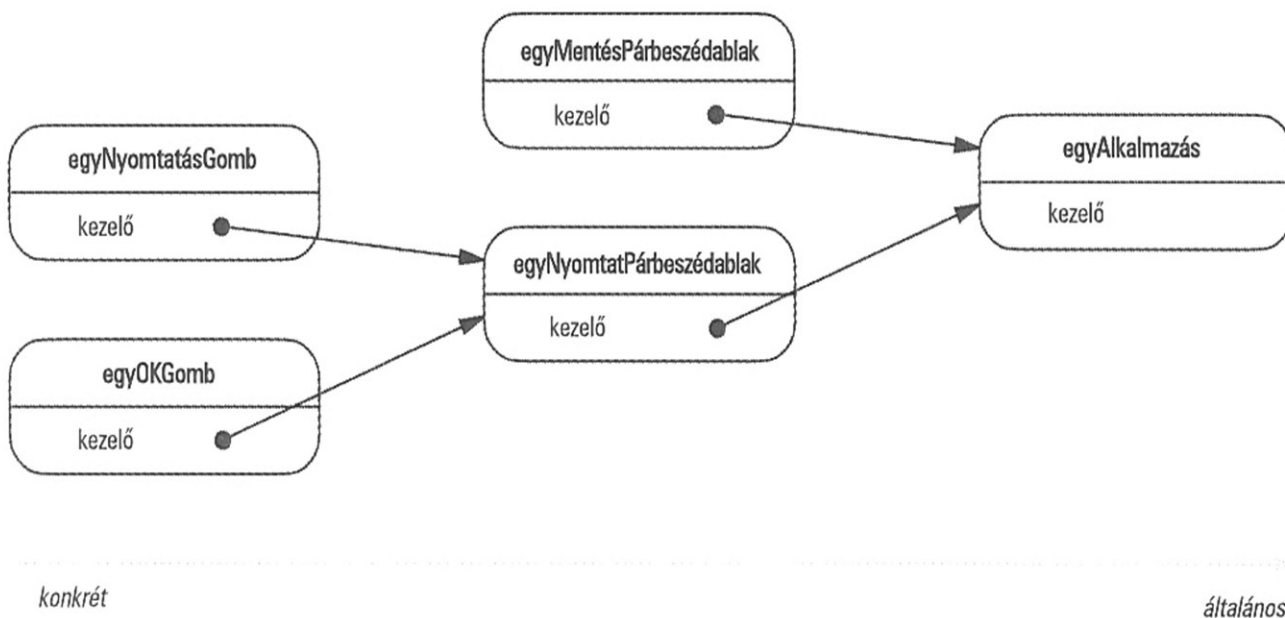 egyMentésPárbeszédablak
kezelő
egyNyomtatásGomb
kezelő
egyAlkalmazás
kezelő
egyNyomtatPárbeszédablak
kezelő
egyOKGomb
kezelő
konkrét
általános